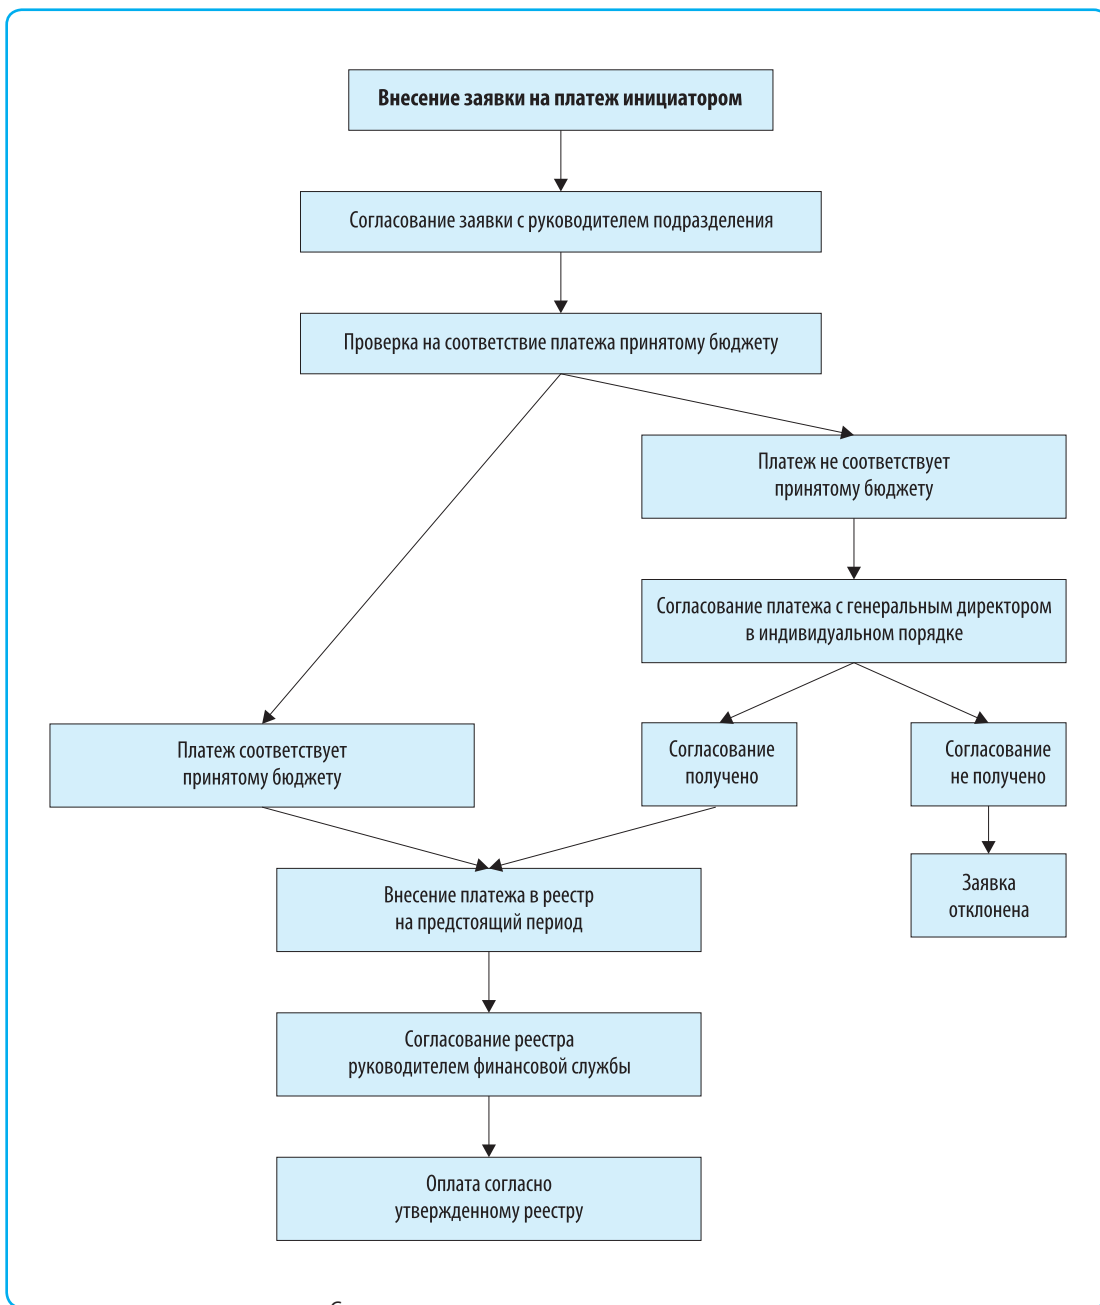 Внесение заявки на платеж инициатором
Согласование заявки с руководителем подразделения
Проверка на соответствие платежа принятому бюджету
Платеж не соответствует
принятому бюджету
Согласование платежа с генеральным директором
в индивидуальном порядке
Платеж соответствует
принятому бюджету
Согласование
получено
Согласование
не получено
Внесение платежа в реестр
на предстоящий период
Заявка
отклонена
Согласование реестра
руководителем финансовой службы
Оплата согласно
утвержденному реестру